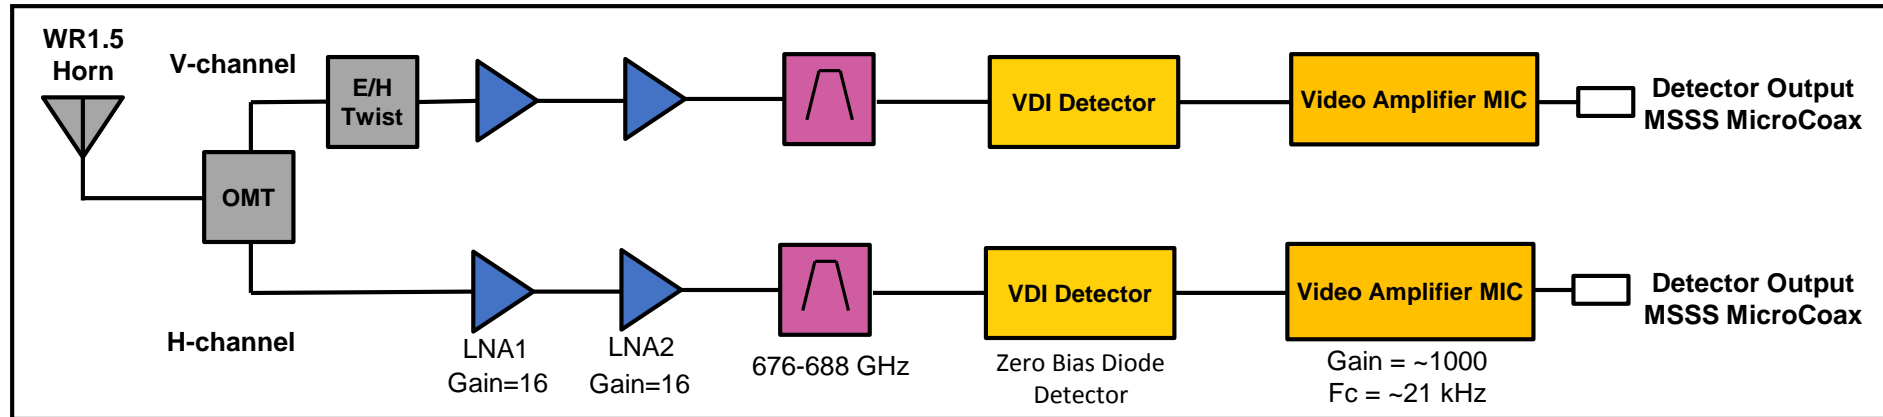 WR1.5
Horn
V-channel
E/H
Twist
VDI Detector
Video Amplifier MIC
Detector Output
MSSS MicroCoax
OMT
H-channel
LNA1
Gain=16
LNA2
Gain=16
676-688 GHz
VDI Detector
Zero Bias Diode
Detector
Video Amplifier MIC
Gain = ~1000
Fc = ~21 kHz
Detector Output
MSSS MicroCoax